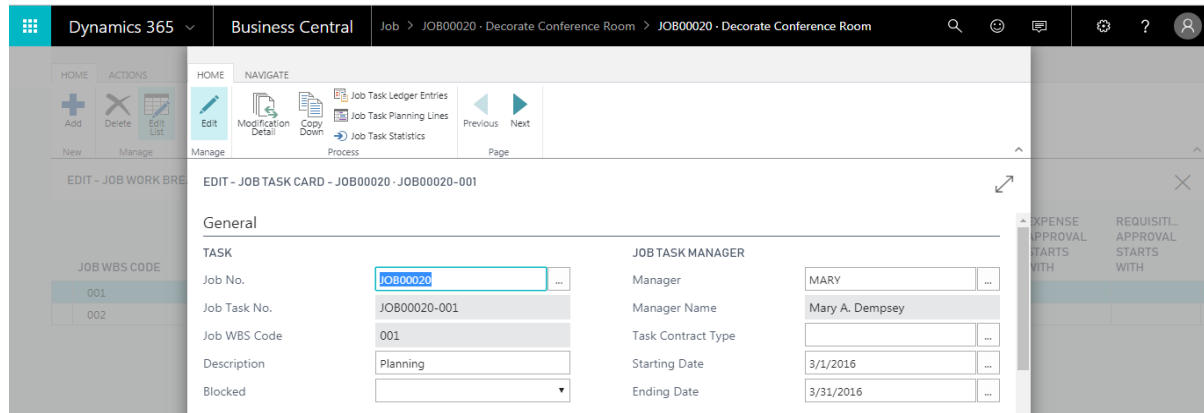 Dynamics 365 Business Central Job > JOB00020 · Decorate Conference Room > JOB00020 · Decorate Conference Room ?
HOME ACTIONS HOME NAVIGATE
Job Task Ledger Entries
Add Delete Edit List Edit Modification Detail Copy Down Job Task Planning Lines Previous Next
Job Task Statistics
New Manage Manage Process Page
EDIT - JOB WORK BRE EDIT - JOB TASK CARD - JOB00020 · JOB00020-001
General
EXPENSE APPROVAL STARTS WITH REQUISITI... APPROVAL STARTS WITH
TASK JOB TASK MANAGER
JOB WBS CODE
Job No. JOB00020 ... Manager MARY ...
001
Job Task No. JOB00020-001 Manager Name Mary A. Dempsey
002
Job WBS Code 001 Task Contract Type ...
Description Planning Starting Date 3/1/2016 ...
Blocked Ending Date 3/31/2016 ...